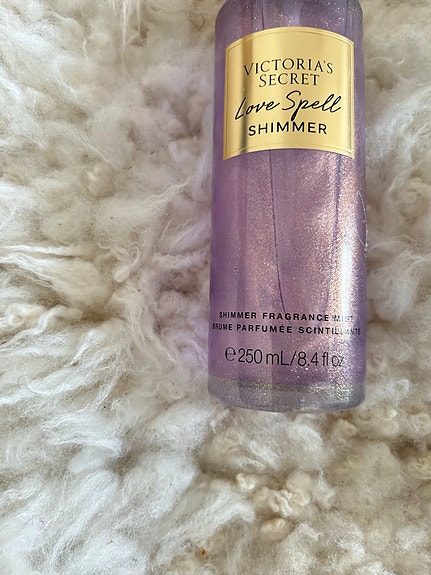 VICTORIA'S
SECRET
Love Spell
SHIMMER
SHIMMER FRAGRANCE MIST
BRUME PARFUMÉE SCINTILLANTE
℮ 250 mL/8.4 fl oz